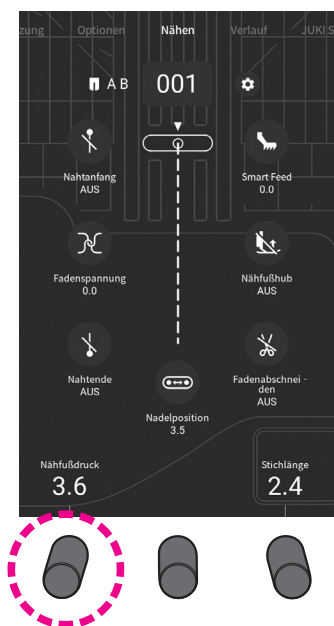 zung Optionen Nähen Verlauf JUKI S
A B 001
Nahtanfang
AUS
Smart Feed
0.0
Fadenspannung
0.0
Nähfußhub
AUS
Nahtende
AUS
Fadenabschnei -
den
AUS
Nadelposition
3.5
Nähfußdruck
3.6
Stichlänge
2.4